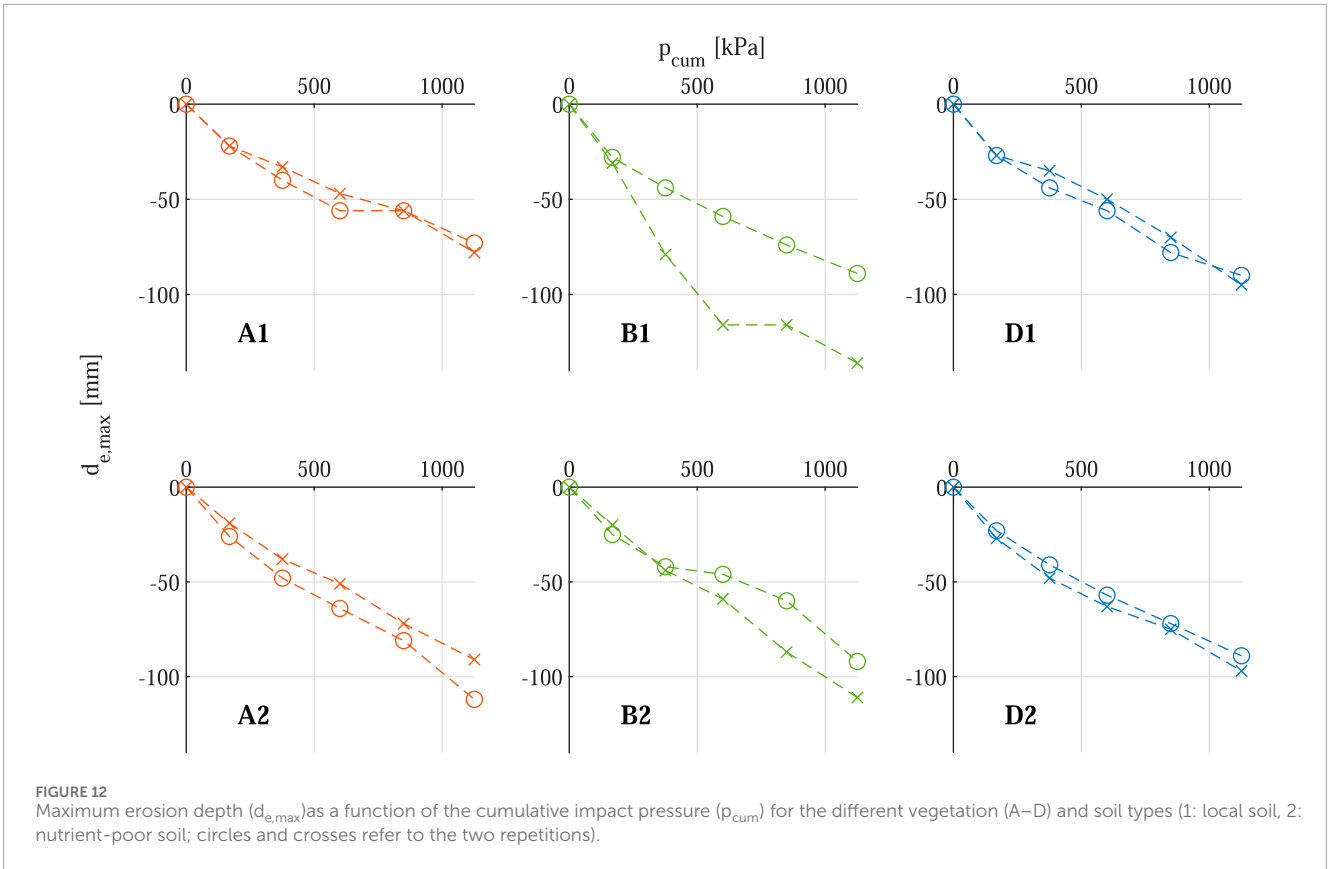 p_cum [kPa]
0 500 1000 0 500 1000 0 500 1000
0 0 0
-50 -50 -50
-100 -100 -100
A1 B1 D1
d_e,max [mm]
0 500 1000 0 500 1000 0 500 1000
0 0 0
-50 -50 -50
-100 -100 -100
A2 B2 D2
FIGURE 12
Maximum erosion depth (d_e,max)as a function of the cumulative impact pressure (p_cum) for the different vegetation (A–D) and soil types (1: local soil, 2:
nutrient-poor soil; circles and crosses refer to the two repetitions).